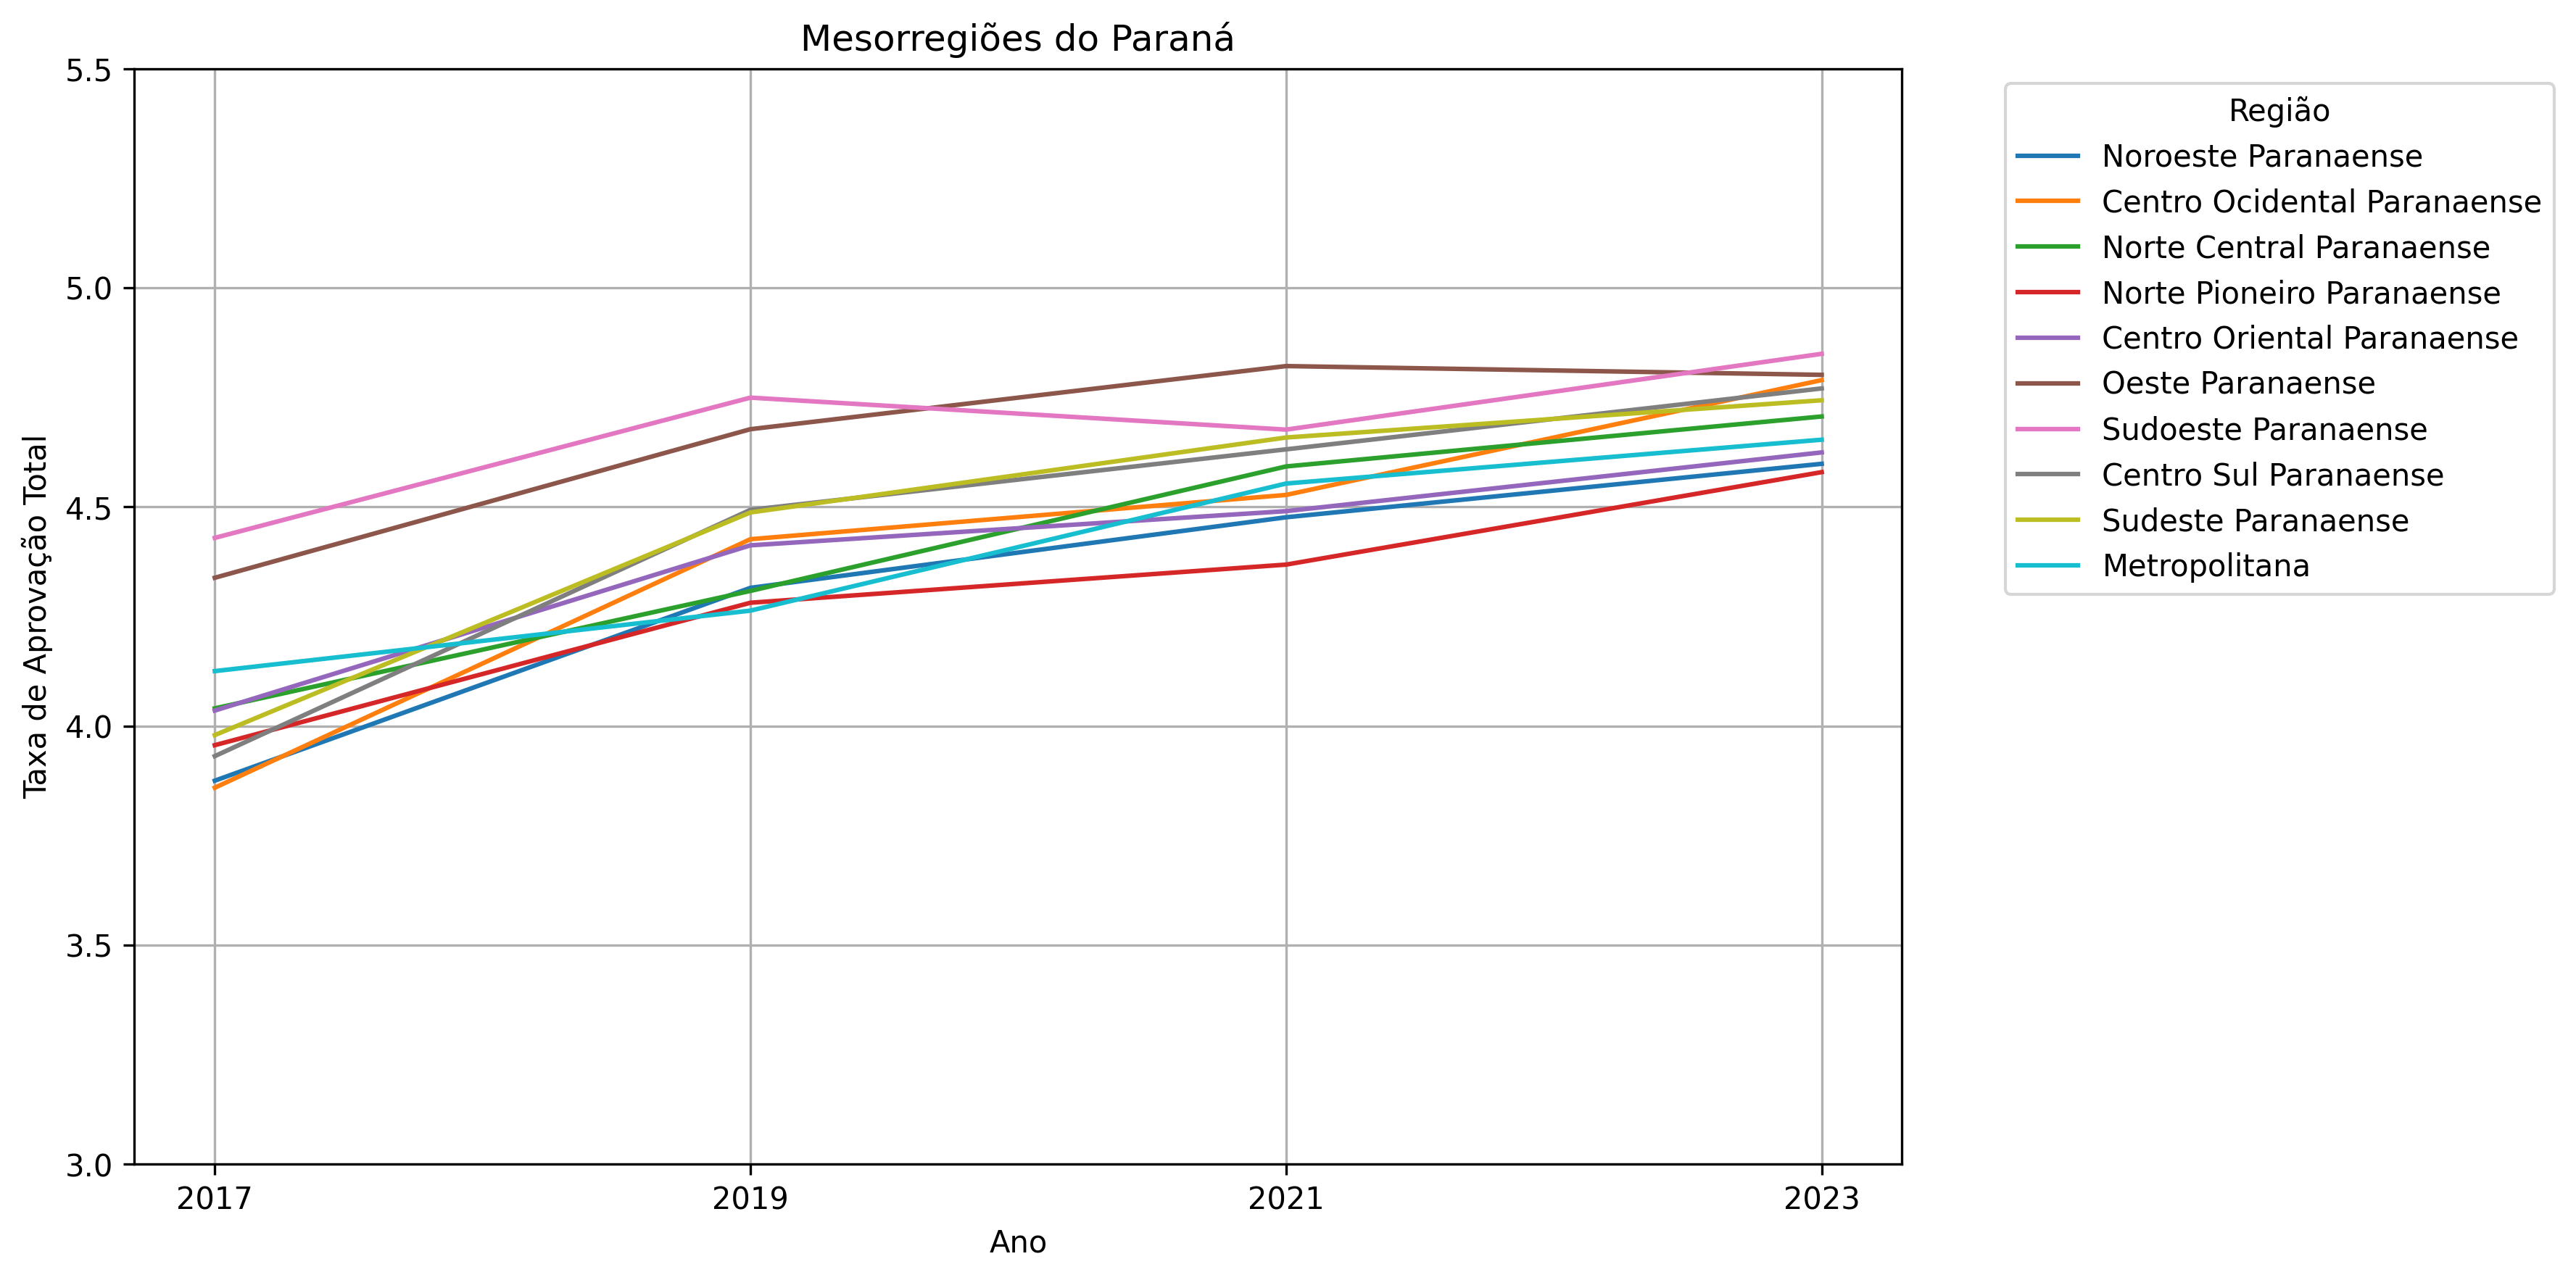 Mesorregiões do Paraná
Taxa de Aprovação Total
5.5
5.0
4.5
4.0
3.5
3.0
2017 2019 2021 2023
Ano
Região
Noroeste Paranaense
Centro Ocidental Paranaense
Norte Central Paranaense
Norte Pioneiro Paranaense
Centro Oriental Paranaense
Oeste Paranaense
Sudoeste Paranaense
Centro Sul Paranaense
Sudeste Paranaense
Metropolitana